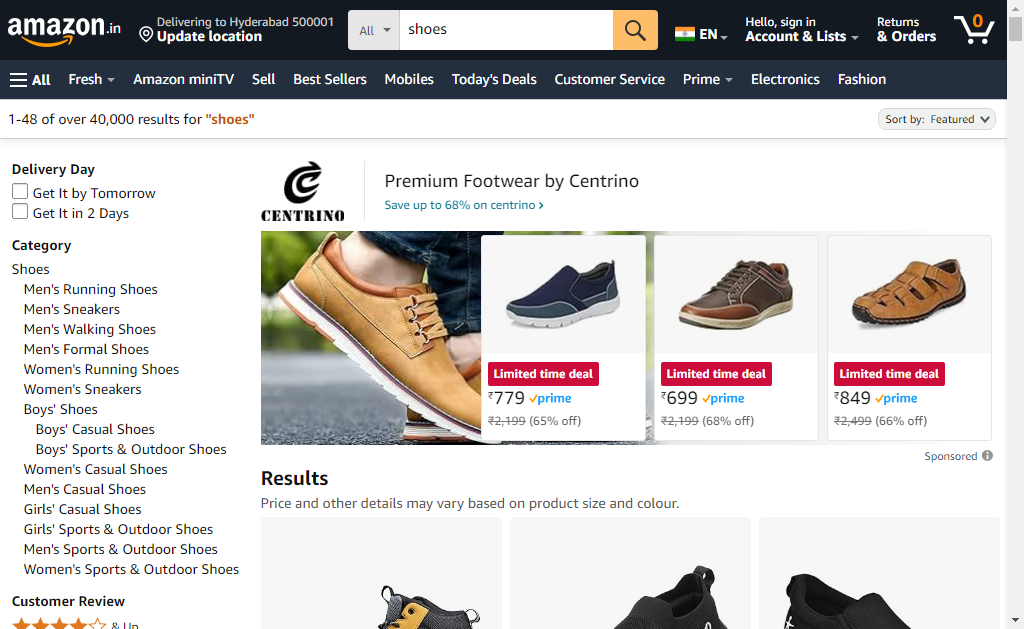 amazon.in
Delivering to Hyderabad 500001
Update location
All
shoes
EN
Hello, sign in
Account & Lists
Returns
& Orders
0
All
Fresh
Amazon miniTV
Sell
Best Sellers
Mobiles
Today's Deals
Customer Service
Prime
Electronics
Fashion
1-48 of over 40,000 results for "shoes"
Sort by: Featured
Delivery Day
Get It by Tomorrow
Get It in 2 Days
Category
Shoes
Men's Running Shoes
Men's Sneakers
Men's Walking Shoes
Men's Formal Shoes
Women's Running Shoes
Women's Sneakers
Boys' Shoes
Boys' Casual Shoes
Boys' Sports & Outdoor Shoes
Women's Casual Shoes
Men's Casual Shoes
Girls' Casual Shoes
Girls' Sports & Outdoor Shoes
Men's Sports & Outdoor Shoes
Women's Sports & Outdoor Shoes
Customer Review
& Up
CENTRINO
Premium Footwear by Centrino
Save up to 68% on centrino
Limited time deal
₹779 prime
₹2,199 (65% off)
Limited time deal
₹699 prime
₹2,199 (68% off)
Limited time deal
₹849 prime
₹2,499 (66% off)
Sponsored
Results
Price and other details may vary based on product size and colour.